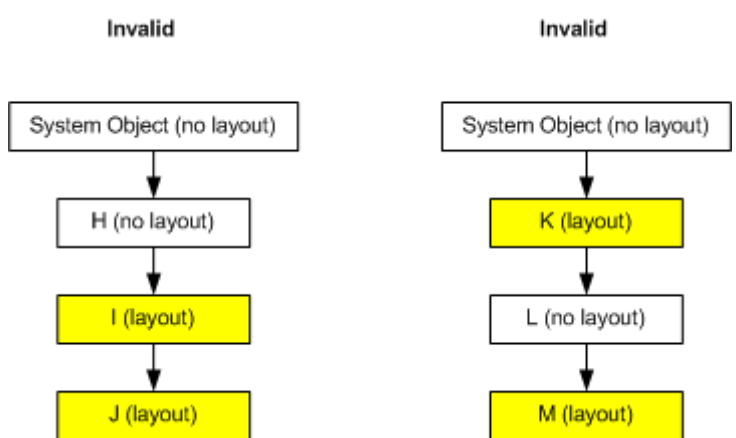 Invalid
System Object (no layout)
H (no layout)
I (layout)
J (layout)
Invalid
System Object (no layout)
K (layout)
L (no layout)
M (layout)